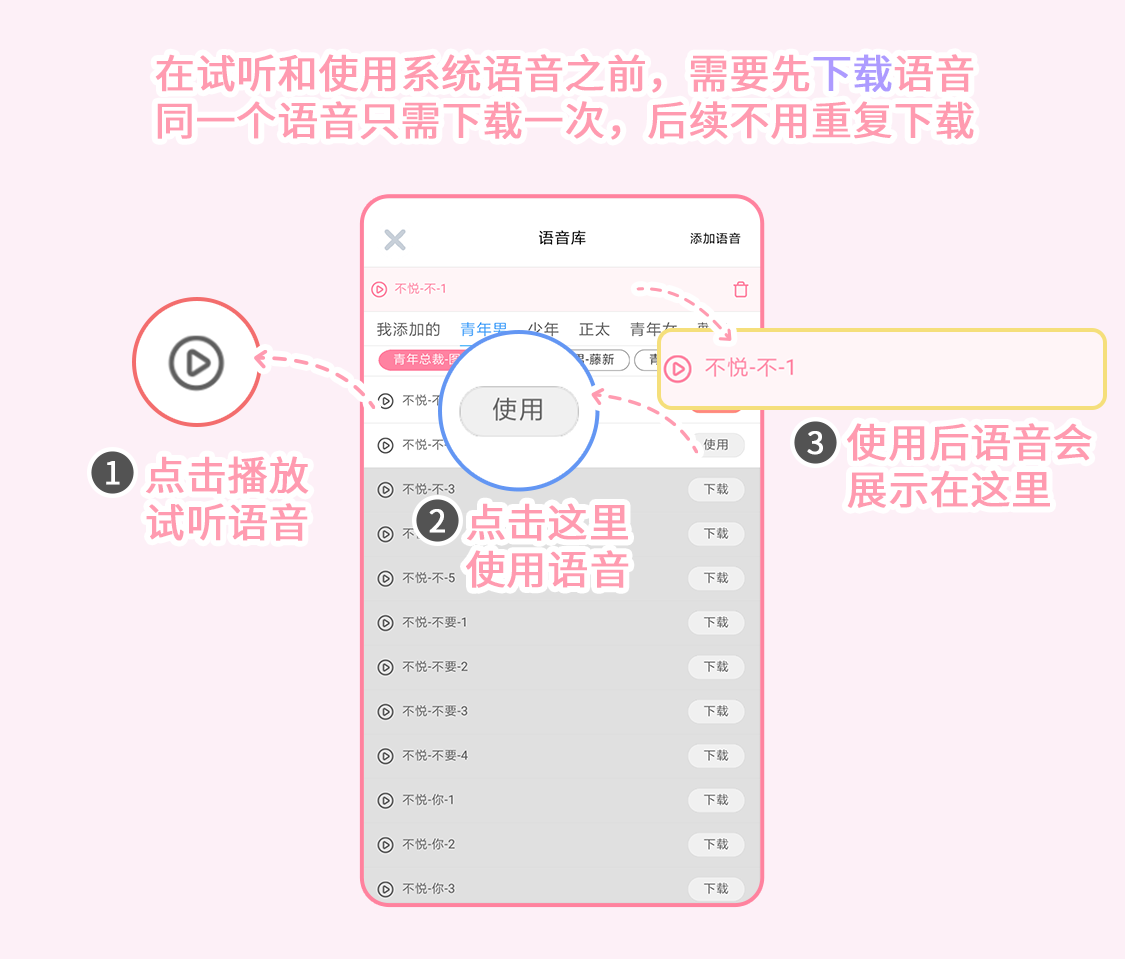 在试听和使用系统语音之前，需要先下载语音
同一个语音只需下载一次，后续不用重复下载
语音库
添加语音
不悦-不-1
我添加的 青年男 少年 正太 青年女
青年总裁-
-藤新
青
不悦-不-1
不悦-不
使用
不悦-不
使用
1 点击播放
试听语音
2 点击这里
使用语音
3 使用后语音会
展示在这里
不悦-不-3
下载
不
下载
不悦-不-5
下载
不悦-不要-1
下载
不悦-不要-2
下载
不悦-不要-3
下载
不悦-不要-4
下载
不悦-你-1
下载
不悦-你-2
下载
不悦-你-3
下载